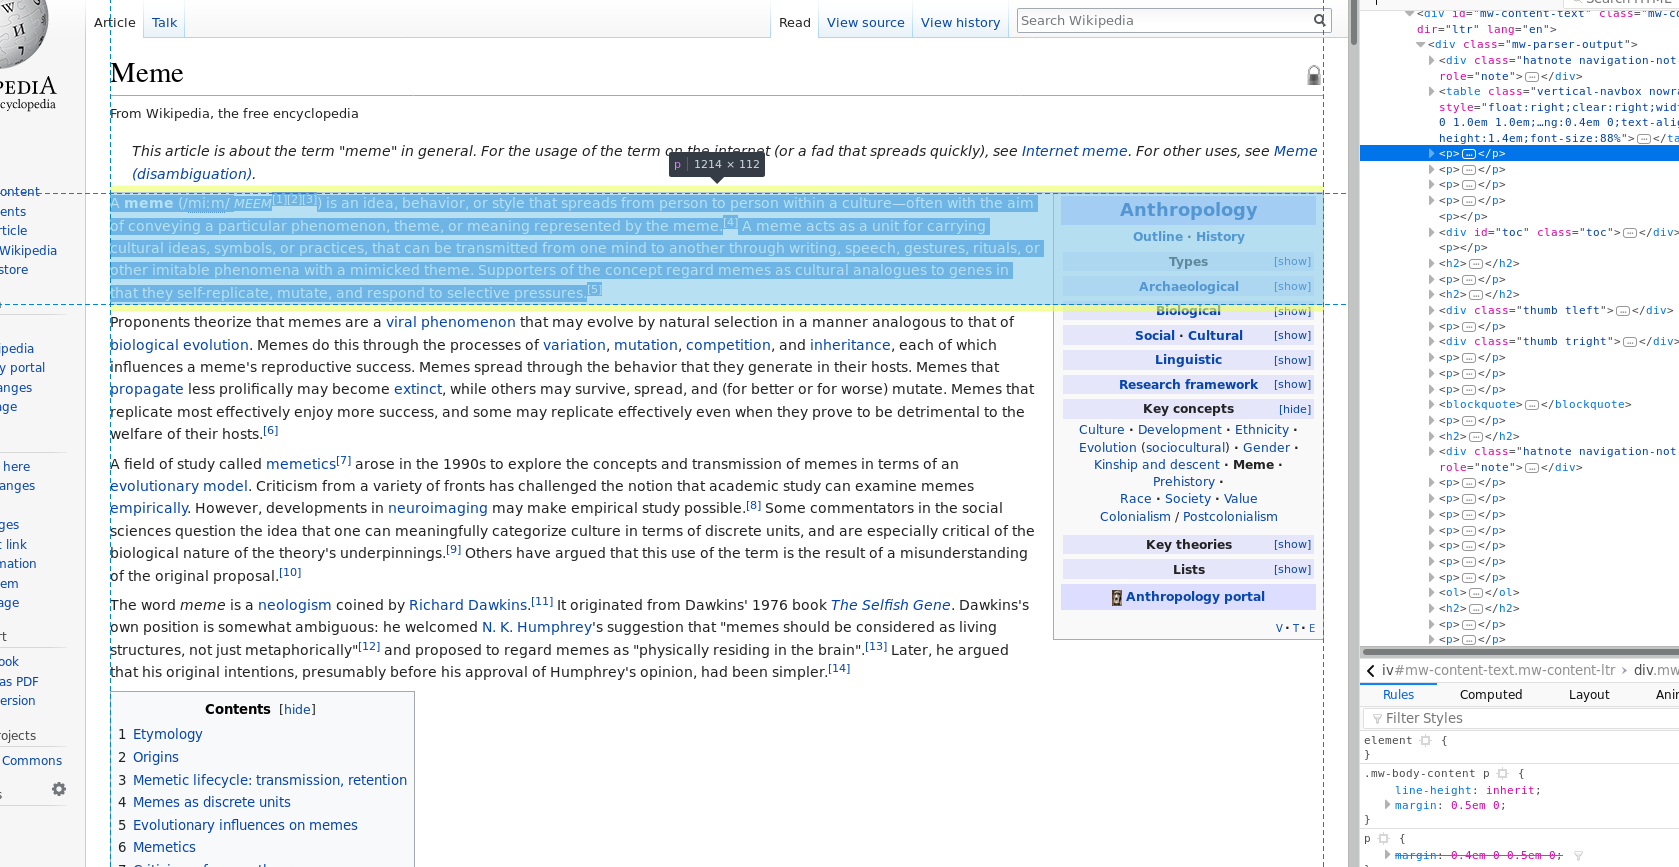 Article Talk Read View source View history Search Wikipedia
Meme
From Wikipedia, the free encyclopedia
This article is about the term "meme" in general. For the usage of the term on the internet (or a fad that spreads quickly), see Internet meme. For other uses, see Meme
(disambiguation).
p 1214 × 112
A meme (/miːm/ MEEM[1][2][3]) is an idea, behavior, or style that spreads from person to person within a culture—often with the aim
of conveying a particular phenomenon, theme, or meaning represented by the meme.[4] A meme acts as a unit for carrying
cultural ideas, symbols, or practices, that can be transmitted from one mind to another through writing, speech, gestures, rituals, or
other imitable phenomena with a mimicked theme. Supporters of the concept regard memes as cultural analogues to genes in
that they self-replicate, mutate, and respond to selective pressures.[5]
Proponents theorize that memes are a viral phenomenon that may evolve by natural selection in a manner analogous to that of
biological evolution. Memes do this through the processes of variation, mutation, competition, and inheritance, each of which
influences a meme's reproductive success. Memes spread through the behavior that they generate in their hosts. Memes that
propagate less prolifically may become extinct, while others may survive, spread, and (for better or for worse) mutate. Memes that
replicate most effectively enjoy more success, and some may replicate effectively even when they prove to be detrimental to the
welfare of their hosts.[6]
A field of study called memetics[7] arose in the 1990s to explore the concepts and transmission of memes in terms of an
evolutionary model. Criticism from a variety of fronts has challenged the notion that academic study can examine memes
empirically. However, developments in neuroimaging may make empirical study possible.[8] Some commentators in the social
sciences question the idea that one can meaningfully categorize culture in terms of discrete units, and are especially critical of the
biological nature of the theory's underpinnings.[9] Others have argued that this use of the term is the result of a misunderstanding
of the original proposal.[10]
The word meme is a neologism coined by Richard Dawkins.[11] It originated from Dawkins' 1976 book The Selfish Gene. Dawkins's
own position is somewhat ambiguous: he welcomed N. K. Humphrey's suggestion that "memes should be considered as living
structures, not just metaphorically"[12] and proposed to regard memes as "physically residing in the brain".[13] Later, he argued
that his original intentions, presumably before his approval of Humphrey's opinion, had been simpler.[14]
Contents [hide]
1 Etymology
2 Origins
3 Memetic lifecycle: transmission, retention
4 Memes as discrete units
5 Evolutionary influences on memes
6 Memetics
Anthropology
Outline · History
Types [show]
Archaeological [show]
Biological [show]
Social · Cultural [show]
Linguistic [show]
Research framework [show]
Key concepts [hide]
Culture · Development · Ethnicity ·
Evolution (sociocultural) · Gender ·
Kinship and descent · Meme ·
Prehistory ·
Race · Society · Value
Colonialism / Postcolonialism
Key theories [show]
Lists [show]
Anthropology portal
V · T · E
PEDIA
cyclopedia
ontent
ents
rticle
Wikipedia
store
ipedia
y portal
anges
ge
here
anges
ges
t link
mation
em
age
rt
ook
as PDF
ersion
ojects
Commons
s
<div id="mw-content-text" class="mw-co
dir="ltr" lang="en">
<div class="mw-parser-output">
<div class="hatnote navigation-not
role="note">…</div>
<table class="vertical-navbox nowra
style="float:right;clear:right;wid
0 1.0em 1.0em;…ng:0.4em 0;text-alig
height:1.4em;font-size:88%">…</ta
<p>…</p>
<p>…</p>
<p>…</p>
<p>…</p>
<p></p>
<div id="toc" class="toc">…</div>
<p></p>
<h2>…</h2>
<p>…</p>
<h2>…</h2>
<div class="thumb tleft">…</div>
<p>…</p>
<div class="thumb tright">…</div>
<p>…</p>
<p>…</p>
<p>…</p>
<blockquote>…</blockquote>
<p>…</p>
<h2>…</h2>
<div class="hatnote navigation-not
role="note">…</div>
<p>…</p>
<p>…</p>
<p>…</p>
<p>…</p>
<p>…</p>
<p>…</p>
<p>…</p>
<ol>…</ol>
<h2>…</h2>
<p>…</p>
<p>…</p>
iv#mw-content-text.mw-content-ltr › div.mw
Rules Computed Layout Ani
Filter Styles
element {
}
.mw-body-content p {
line-height: inherit;
margin: 0.5em 0;
}
p {
margin: 0.4em 0 0.5em 0;